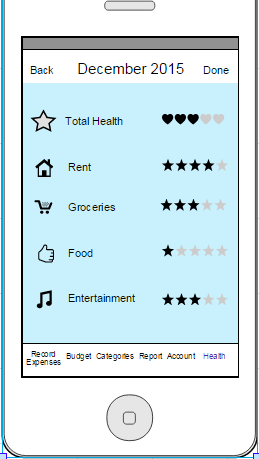 Back December 2015 Done
Total Health
Rent
Groceries
Food
Entertainment
Record Expenses Budget Categories Report Account Health